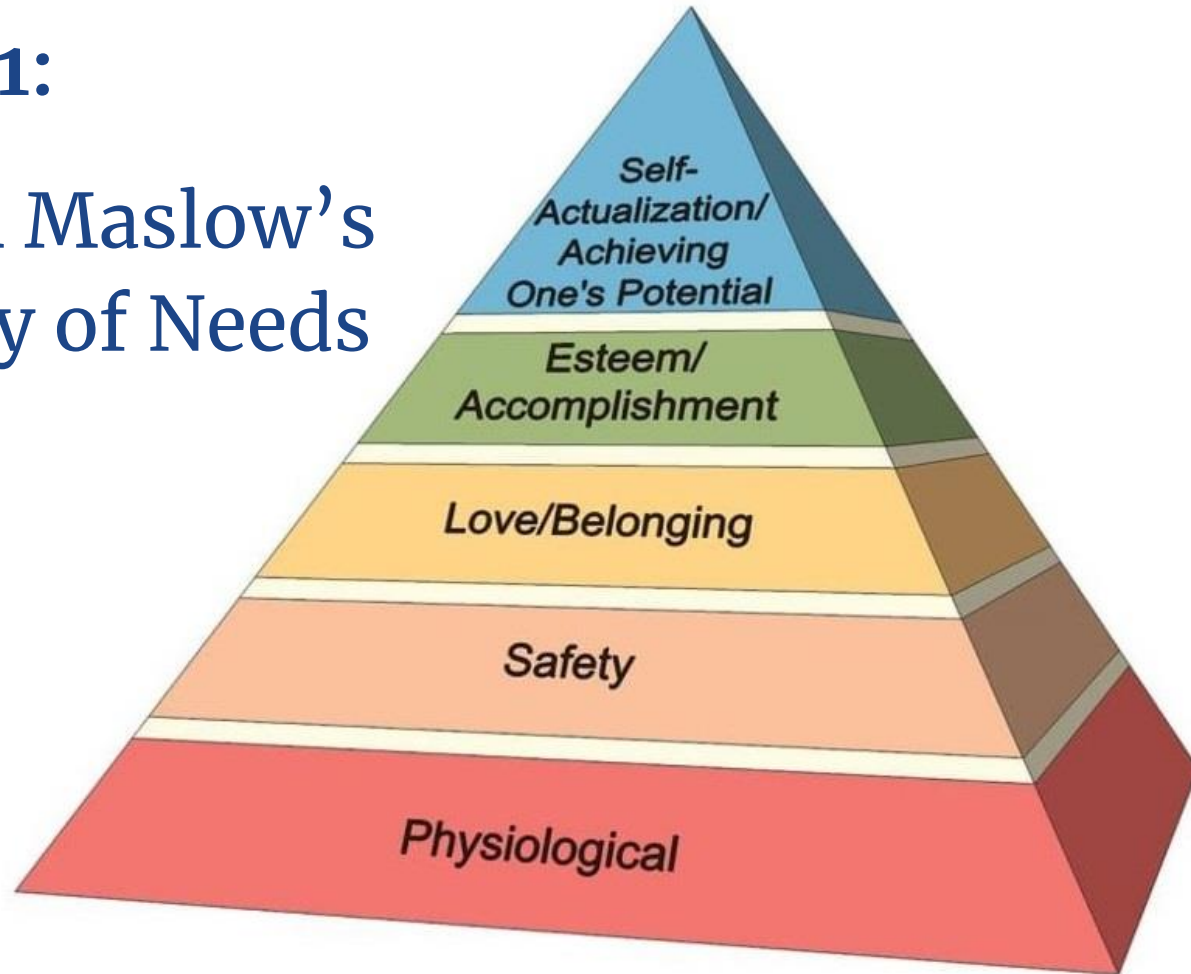 1:
Maslow's
of Needs
Self-
Actualization/
Achieving
One's Potential
Esteem/
Accomplishment
Love/Belonging
Safety
Physiological